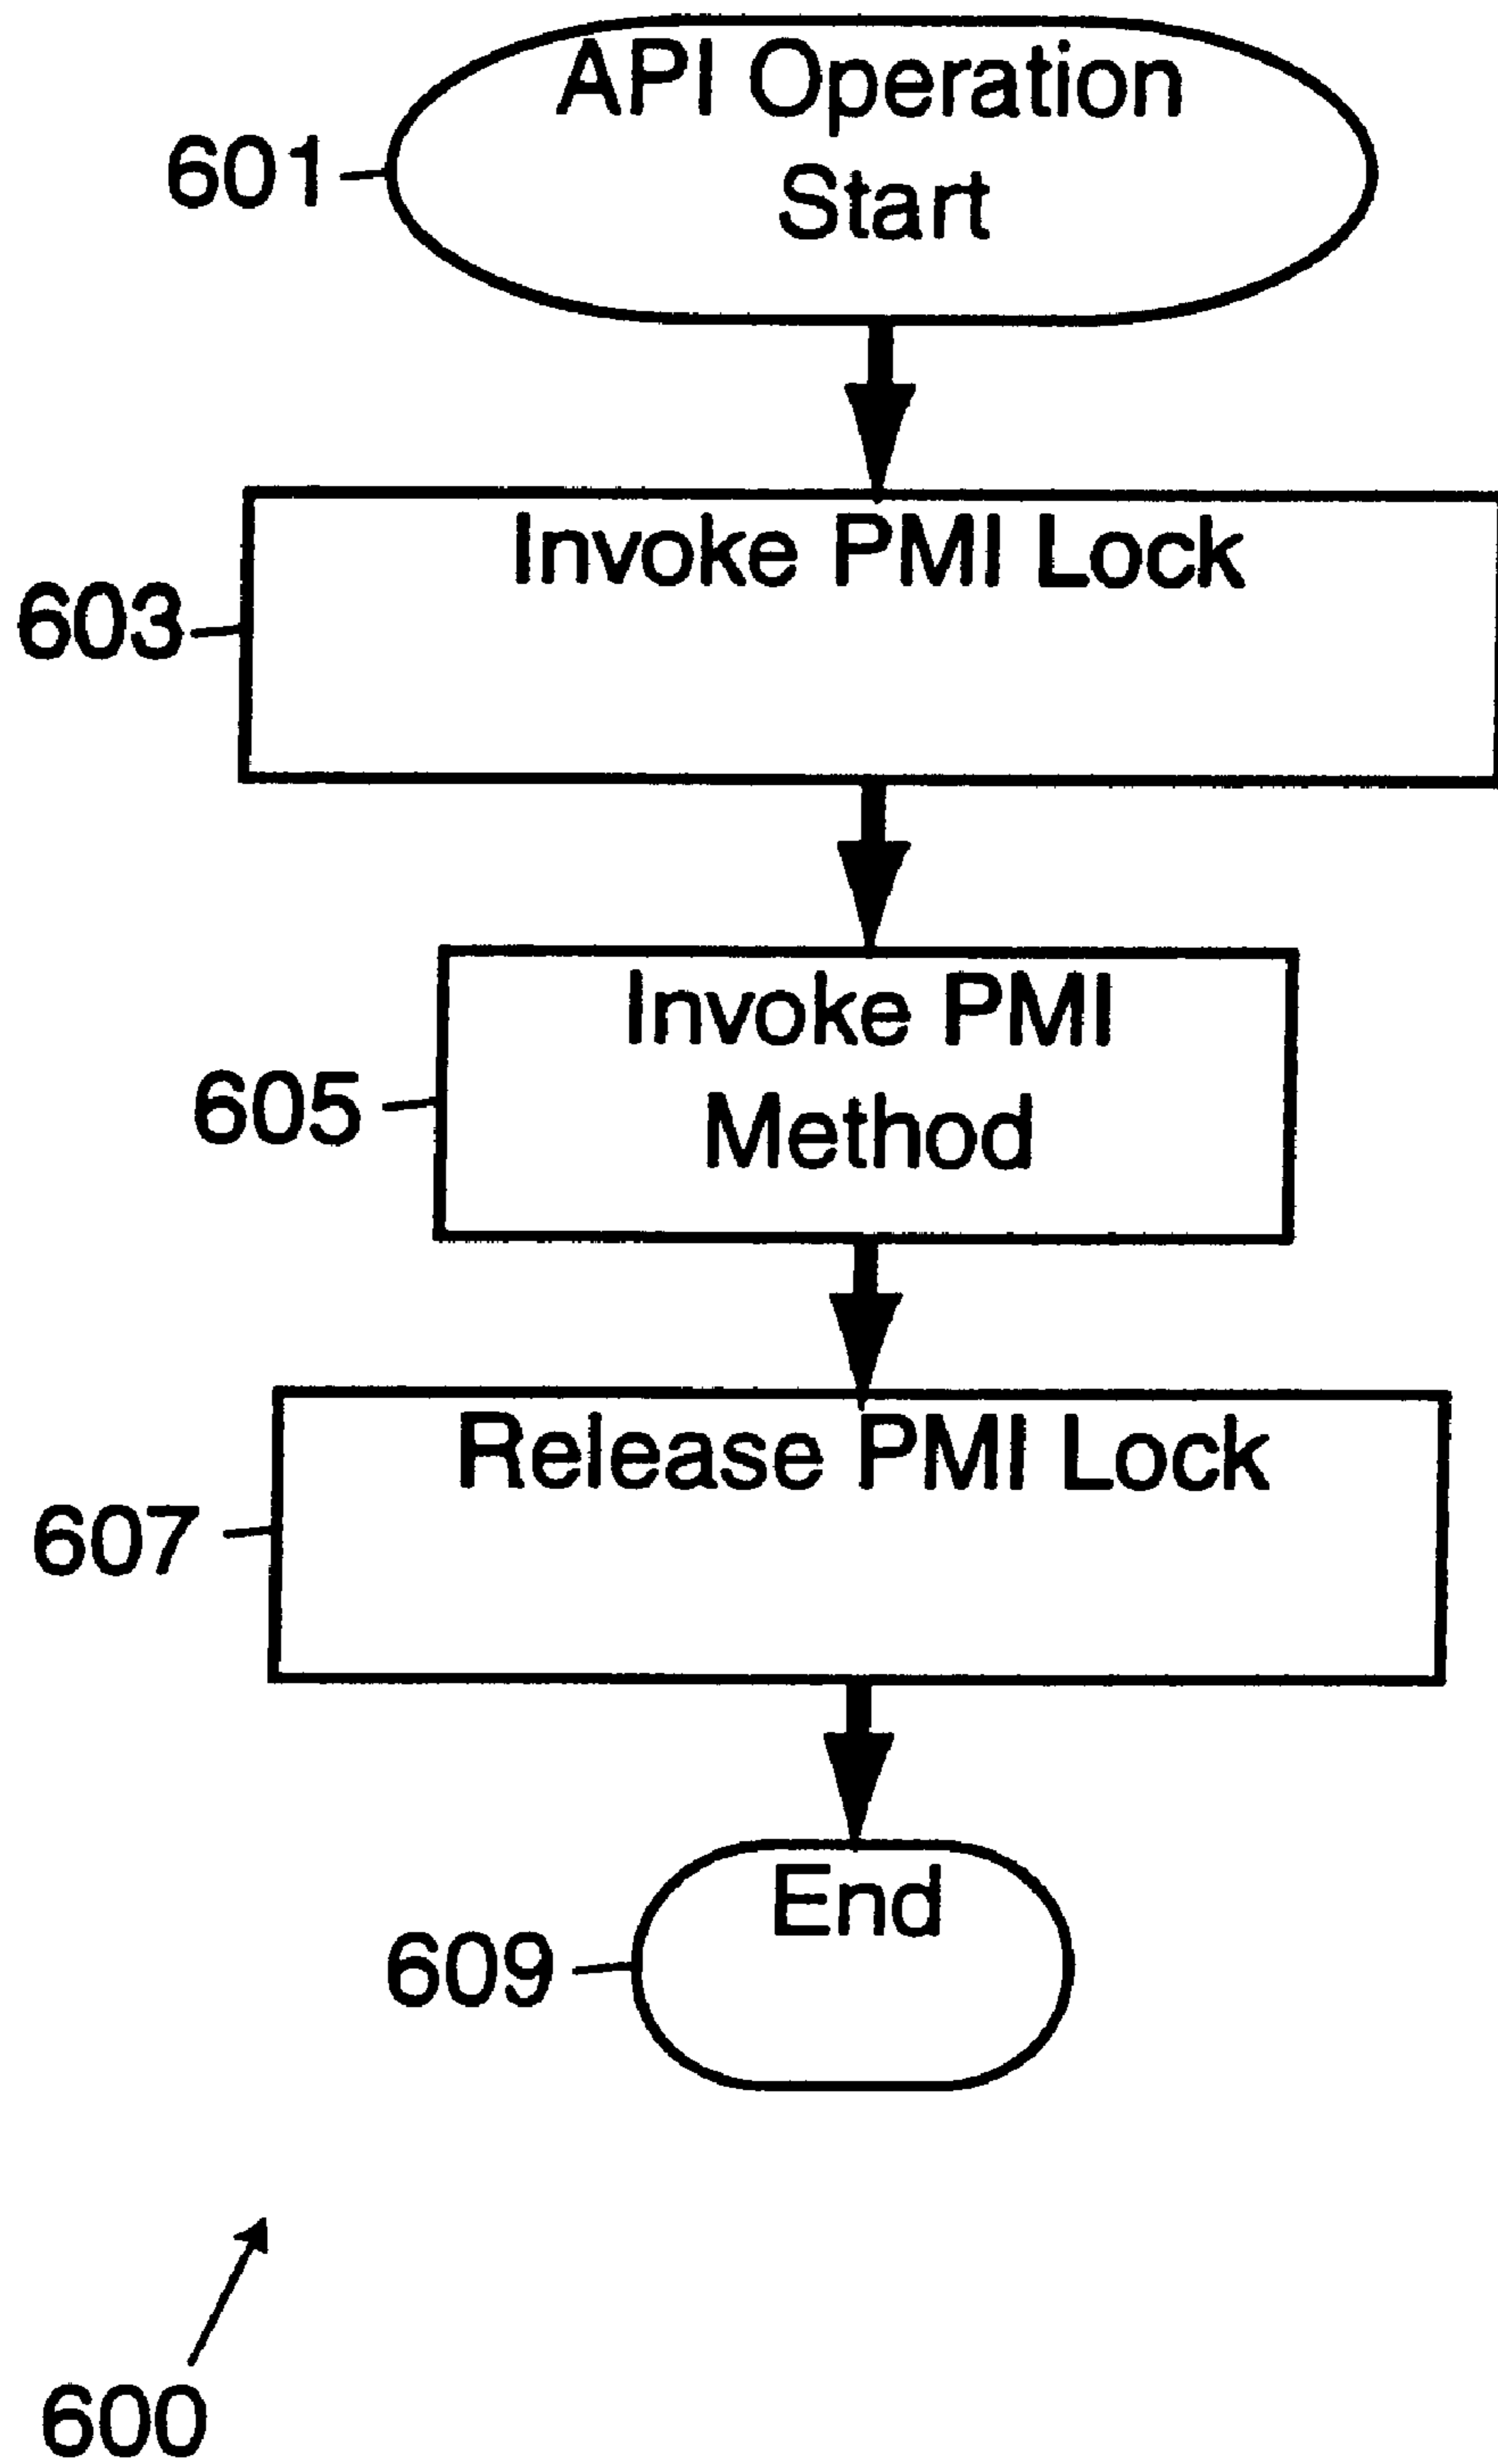 API Operation
Start
601
Invoke PMI Lock
603
Invoke PMI
Method
605
Release PMI Lock
607
End
609
600